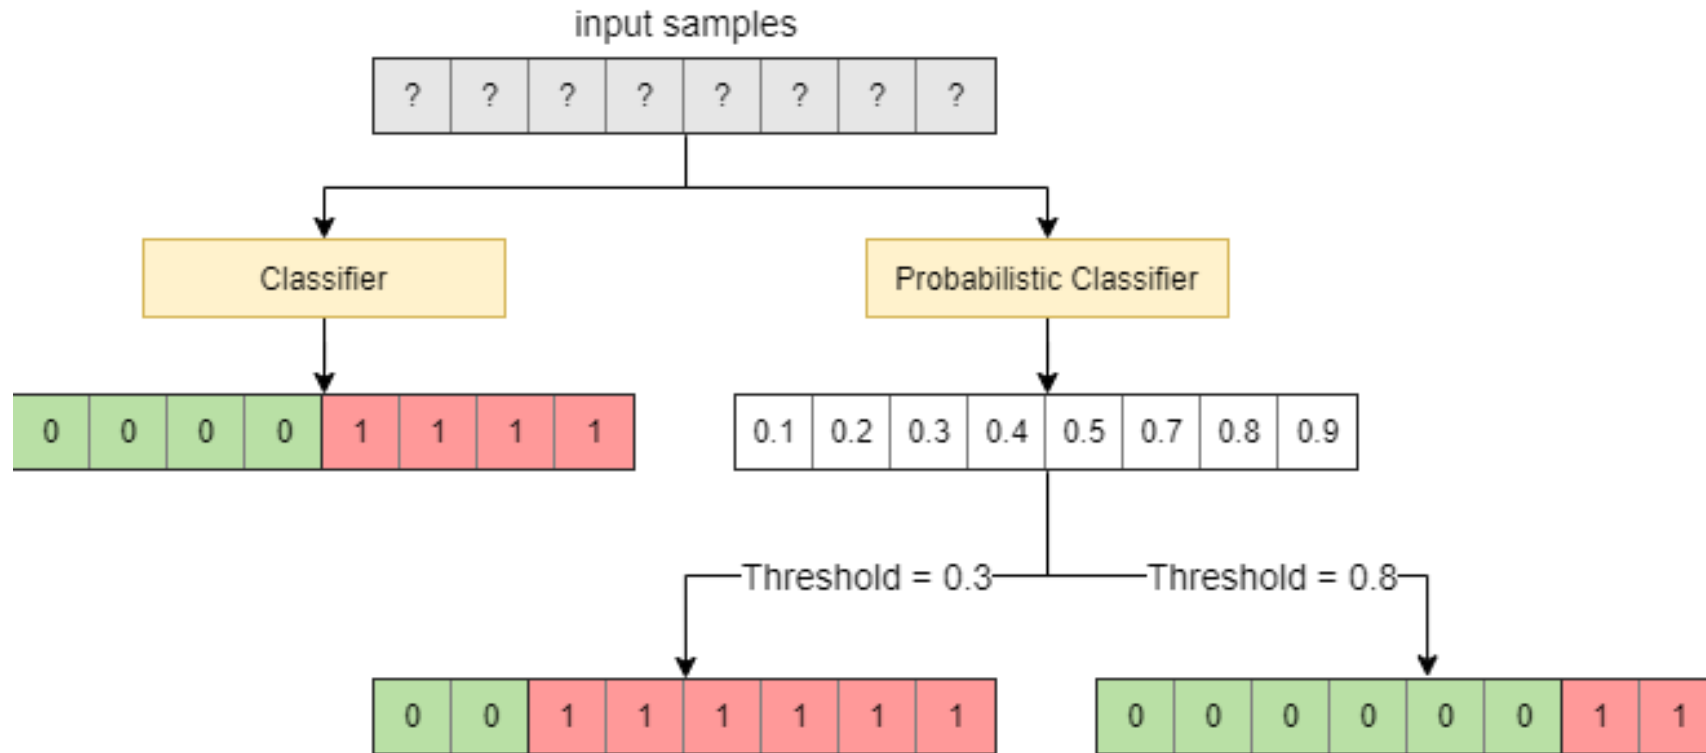 input samples
? ? ? ? ? ? ? ?
Classifier
Probabilistic Classifier
0 0 0 0 1 1 1 1
0.1 0.2 0.3 0.4 0.5 0.7 0.8 0.9
Threshold = 0.3
Threshold = 0.8
0 0 1 1 1 1 1 1
0 0 0 0 0 0 1 1